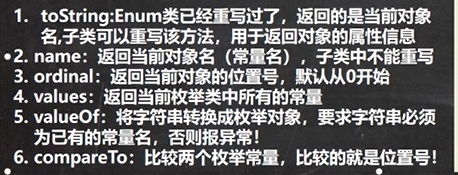 1. toString:Enum类已经重写过了，返回的是当前对象
名,子类可以重写该方法，用于返回对象的属性信息
2. name：返回当前对象名（常量名），子类中不能重写
3. ordinal：返回当前对象的位置号，默认从0开始
4. values：返回当前枚举类中所有的常量
5. valueOf：将字符串转换成枚举对象，要求字符串必须
为已有的常量名，否则报异常！
6. compareTo：比较两个枚举常量，比较的就是位置号！